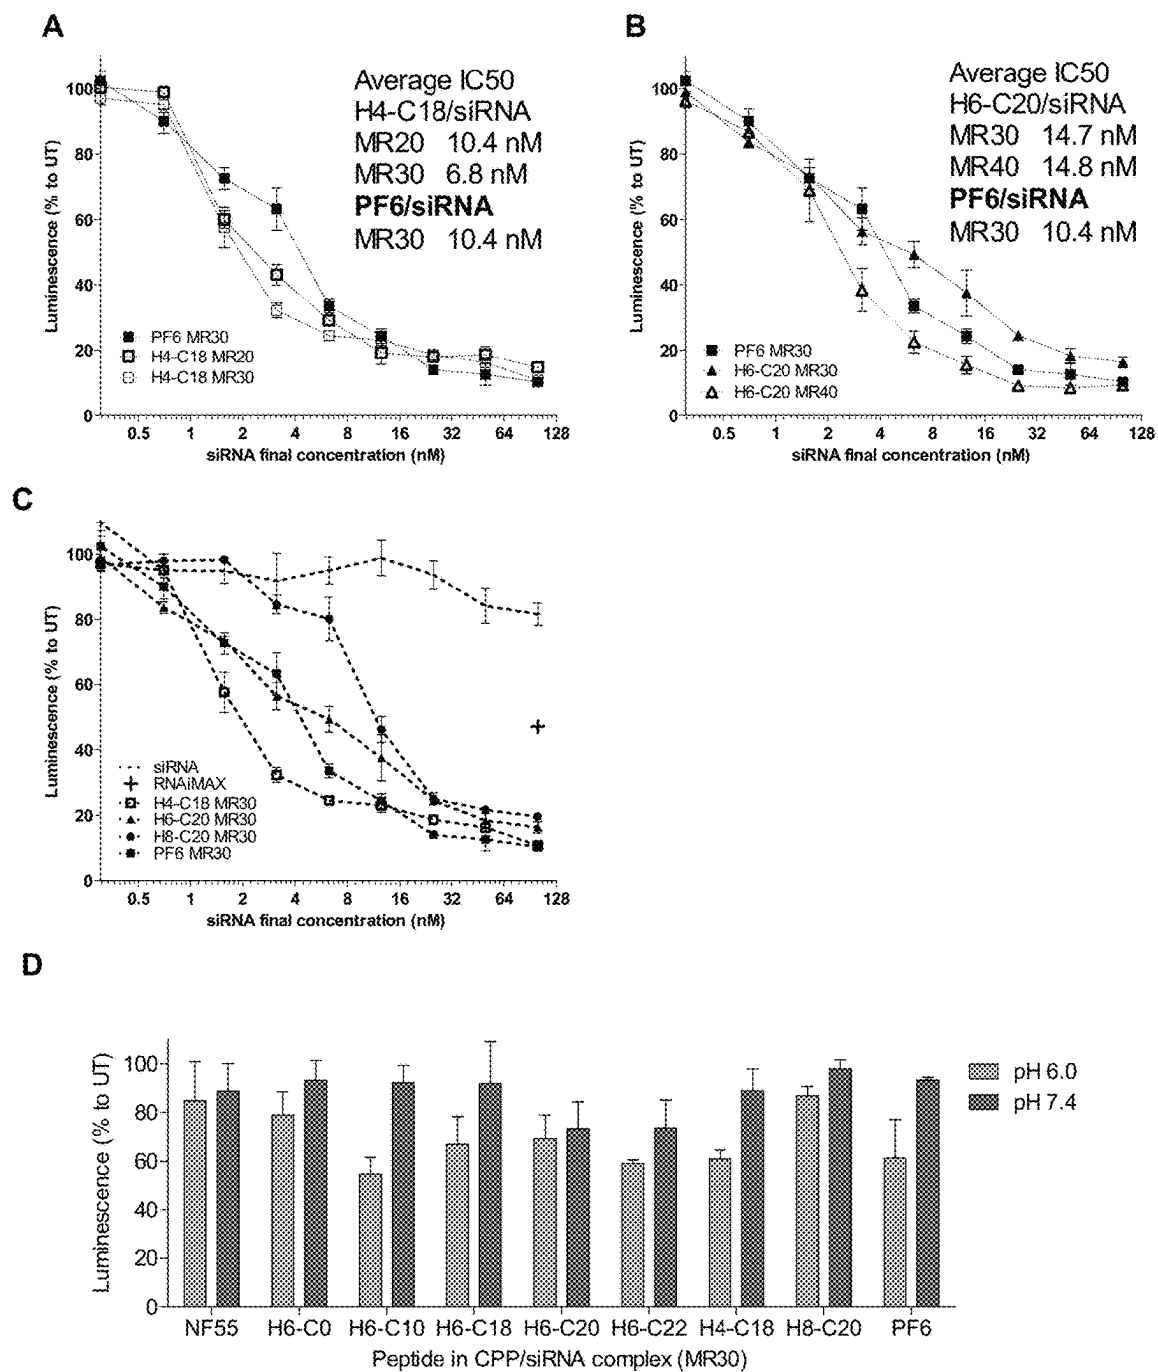 A
Luminescence (% to UT)
100
80
60
40
20
0
Average IC50
H4-C18/siRNA
MR20 10.4 nM
MR30 6.8 nM
PF6/siRNA
MR30 10.4 nM
PF6 MR30
H4-C18 MR20
H4-C18 MR30
0.5 1 2 4 8 16 32 64 128
siRNA final concentration (nM)
B
Luminescence (% to UT)
100
80
60
40
20
0
Average IC50
H6-C20/siRNA
MR30 14.7 nM
MR40 14.8 nM
PF6/siRNA
MR30 10.4 nM
PF6 MR30
H6-C20 MR30
H6-C20 MR40
0.5 1 2 4 8 16 32 64 128
siRNA final concentration (nM)
C
Luminescence (% to UT)
100
80
60
40
20
0
siRNA
RNAiMAX
H4-C18 MR30
H6-C20 MR30
H8-C20 MR30
PF6 MR30
0.5 1 2 4 8 16 32 64 128
siRNA final concentration (nM)
D
Luminescence (% to UT)
100
80
60
40
20
0
pH 6.0
pH 7.4
NF55 H6-C0 H6-C10 H6-C18 H6-C20 H6-C22 H4-C18 H8-C20 PF6
Peptide in CPP/siRNA complex (MR30)